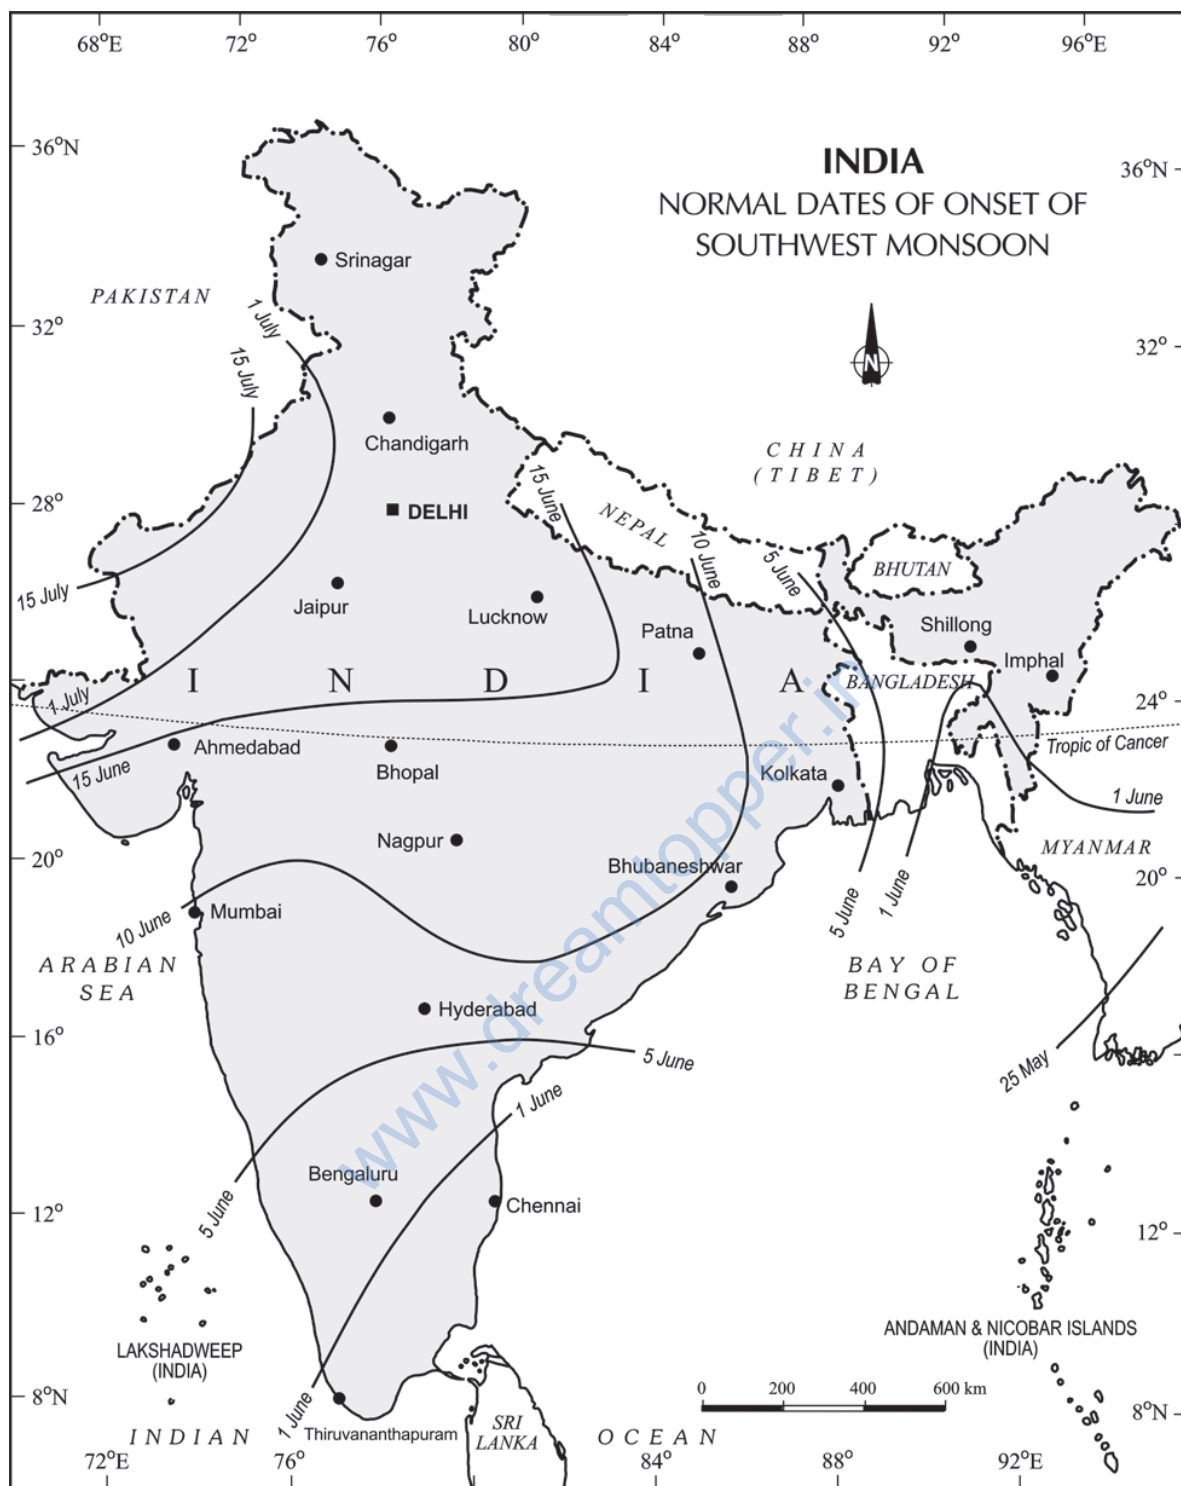 68°E 72° 76° 80° 84° 88° 92° 96°E
36°N
36°N
INDIA
NORMAL DATES OF ONSET OF
SOUTHWEST MONSOON
Srinagar
PAKISTAN
1 July
32°
32°
15 July
N
Chandigarh
CHINA
(TIBET)
28°
DELHI
15 June
NEPAL
10 June
5 June
BHUTAN
15 July
Jaipur
Lucknow
Patna
Shillong
Imphal
I N D I A
BANGLADESH
1 July
24°
Tropic of Cancer
Ahmedabad
15 June
Bhopal
Kolkata
1 June
Nagpur
MYANMAR
20°
20°
Bhubaneshwar
1 June
5 June
Mumbai
10 June
ARABIAN
SEA
BAY OF
BENGAL
Hyderabad
16°
5 June
25 May
1 June
Bengaluru
Chennai
5 June
12°
12°
www.dreamtopper.in
LAKSHADWEEP
(INDIA)
ANDAMAN & NICOBAR ISLANDS
(INDIA)
8°N
0 200 400 600 km
8°N
1 June
Thiruvananthapuram
SRI
LANKA
INDIAN OCEAN
72°E 76° 84° 88° 92°E